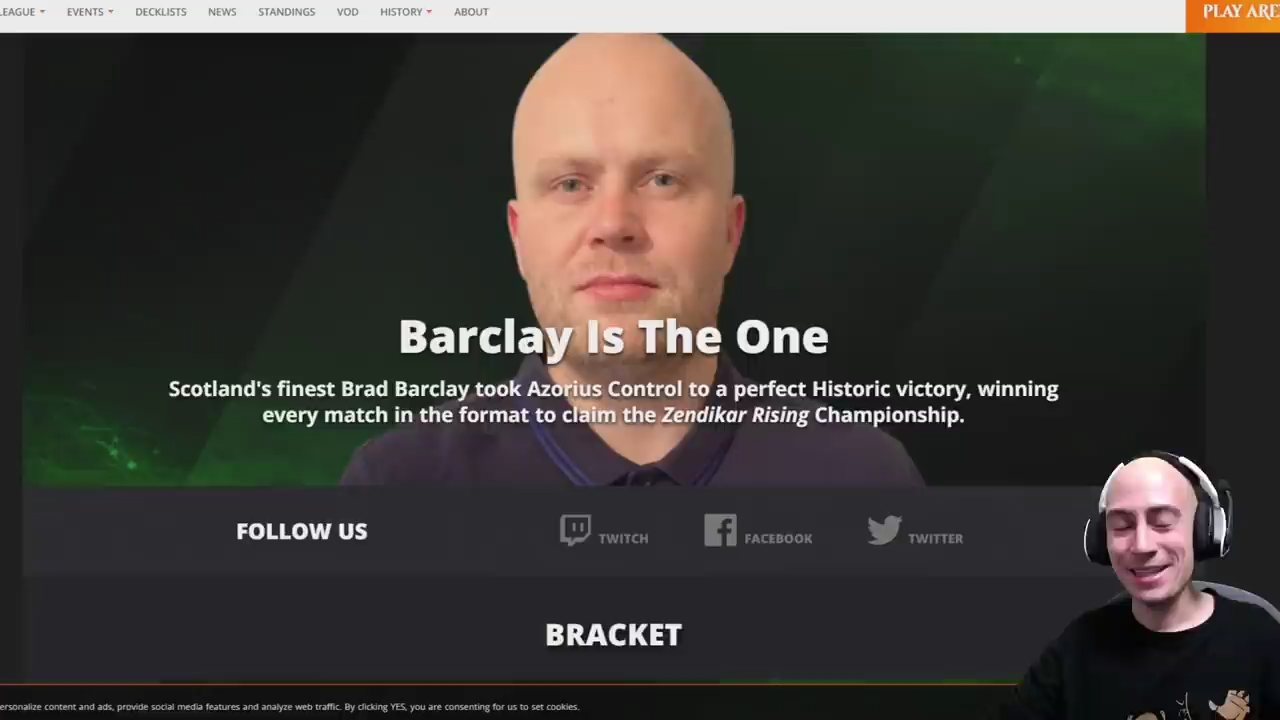 LEAGUE EVENTS DECKLISTS NEWS STANDINGS VOD HISTORY ABOUT
Barclay Is The One
Scotland's finest Brad Barclay took Azorius Control to a perfect Historic victory, winning
every match in the format to claim the Zendikar Rising Championship.
FOLLOW US TWITCH FACEBOOK TWITTER
BRACKET
ersonalize content and ads, provide social media features and analyze web traffic. By clicking YES, you are consenting for us to set cookies.